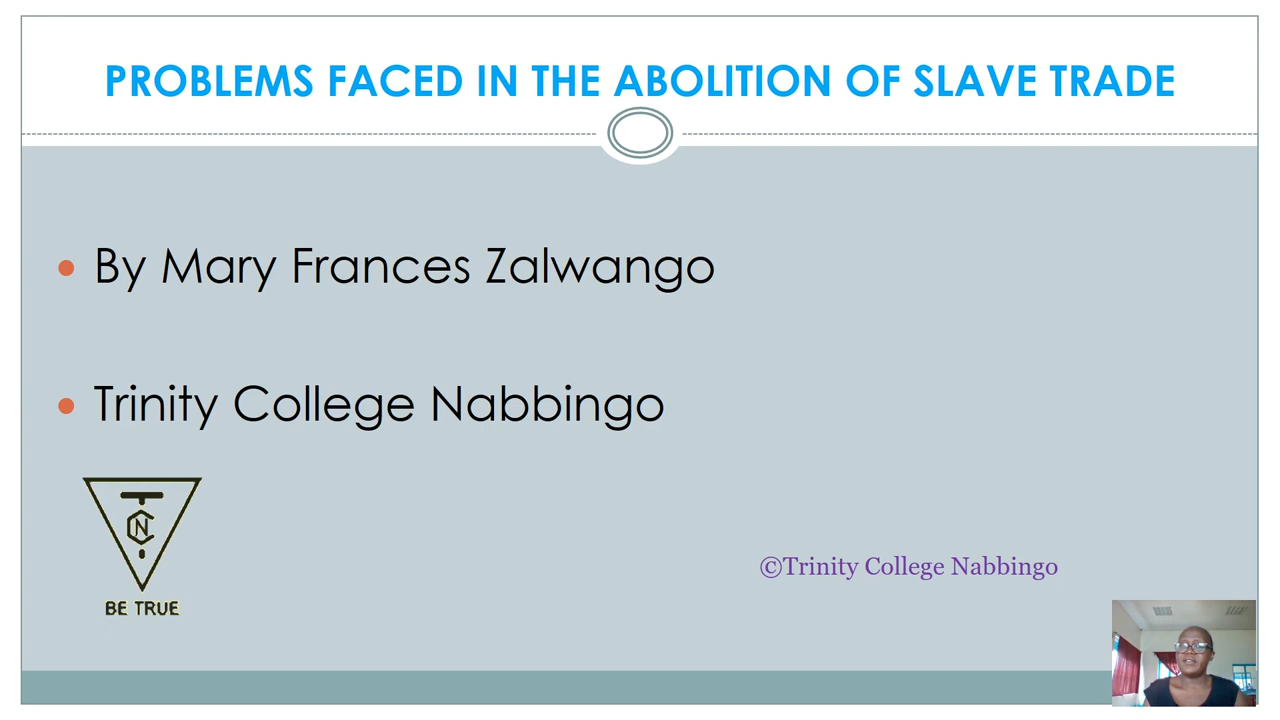 PROBLEMS FACED IN THE ABOLITION OF SLAVE TRADE
By Mary Frances Zalwango
Trinity College Nabbingo
TCN
BE TRUE
©Trinity College Nabbingo